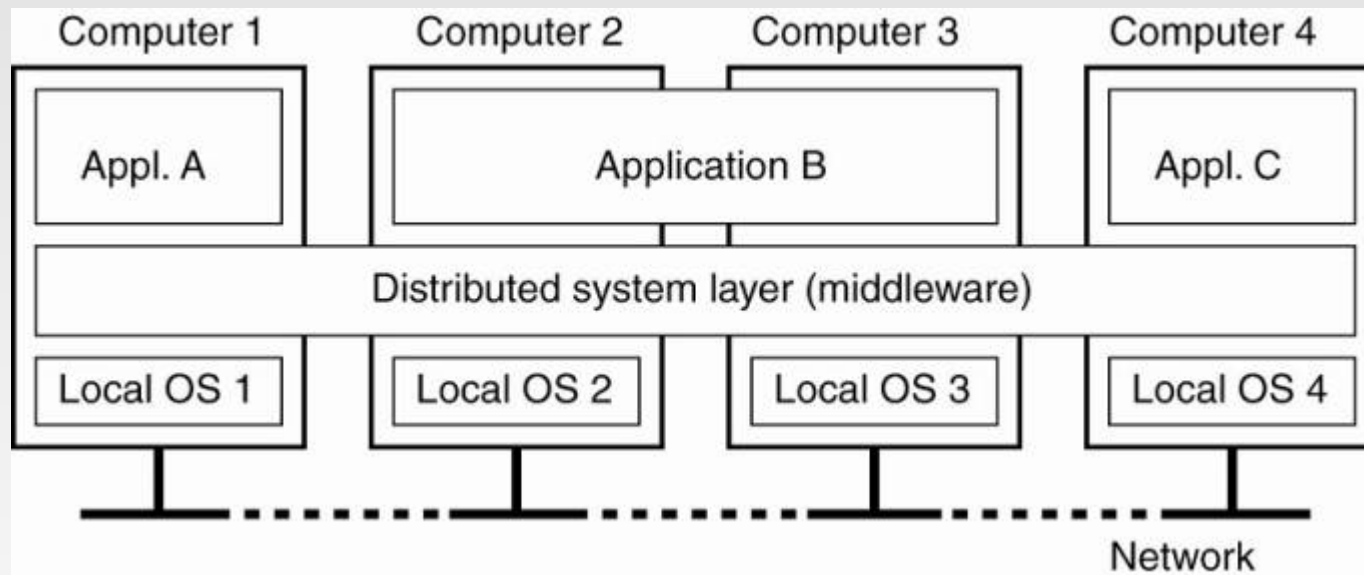 Computer 1
Computer 2
Computer 3
Computer 4
Appl. A
Application B
Appl. C
Distributed system layer (middleware)
Local OS 1
Local OS 2
Local OS 3
Local OS 4
Network